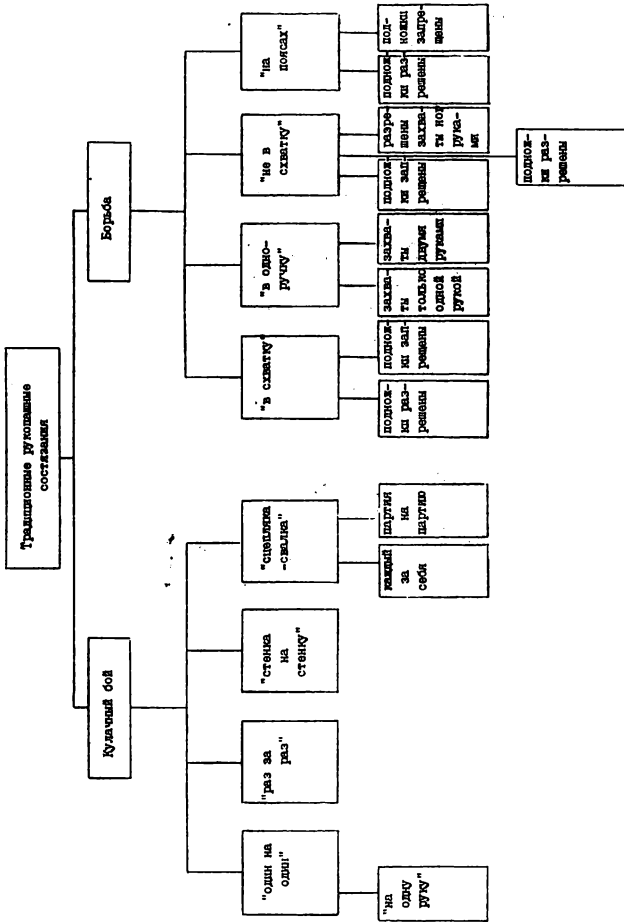 Традиционные рукопашные
состязания
Кулачный бой
Борьба
"один на
один"
"раз за
раз"
"стенка
на
стенку"
"сцеплялка
-свалка"
"в схватку"
"в одно-
ручку"
"не в
схватку"
"на
поясах"
"на
одну
руку"
каждый
за
себя
партия
на
партию
поднож-
ки раз-
решены
поднож-
ки зап-
рещены
захва-
ты
только
одной
рукой
захва-
ты
двумя
руками
поднож-
ки зап-
рещены
поднож-
ки раз-
решены
разре-
шены
захва-
ты ног
рука-
ми
поднож-
ки раз-
решены
под-
ножки
запре-
щены